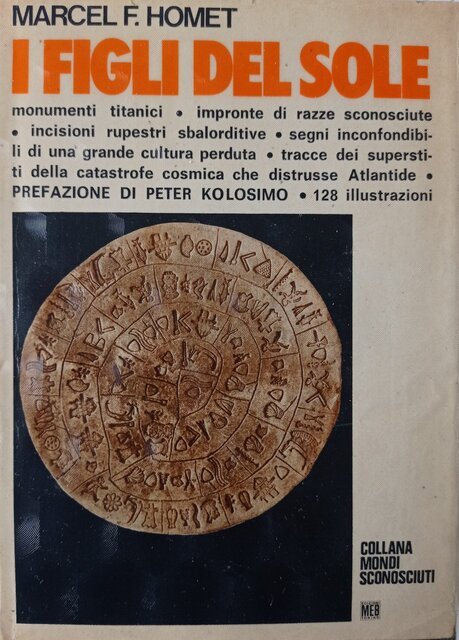 MARCEL F. HOMET
I FIGLI DEL SOLE
monumenti titanici • impronte di razze sconosciute
• incisioni rupestri sbalorditive • segni inconfondibi-
li di una grande cultura perduta • tracce dei supersti-
ti della catastrofe cosmica che distrusse Atlantide •
PREFAZIONE DI PETER KOLOSIMO • 128 illustrazioni
COLLANA
MONDI
SCONOSCIUTI
MEB